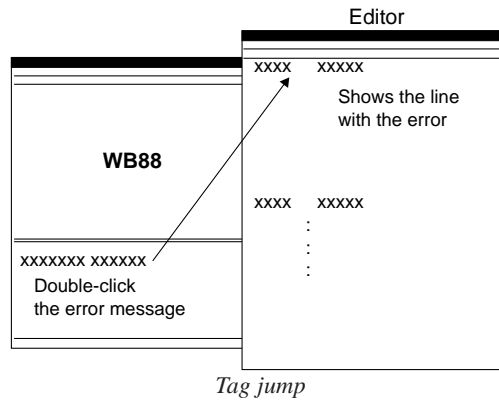 Editor
xxxx xxxxx
Shows the line
with the error
WB88
xxxx xxxxx
:
:
:
xxxxxxx xxxxxx
Double-click
the error message
Tag jump